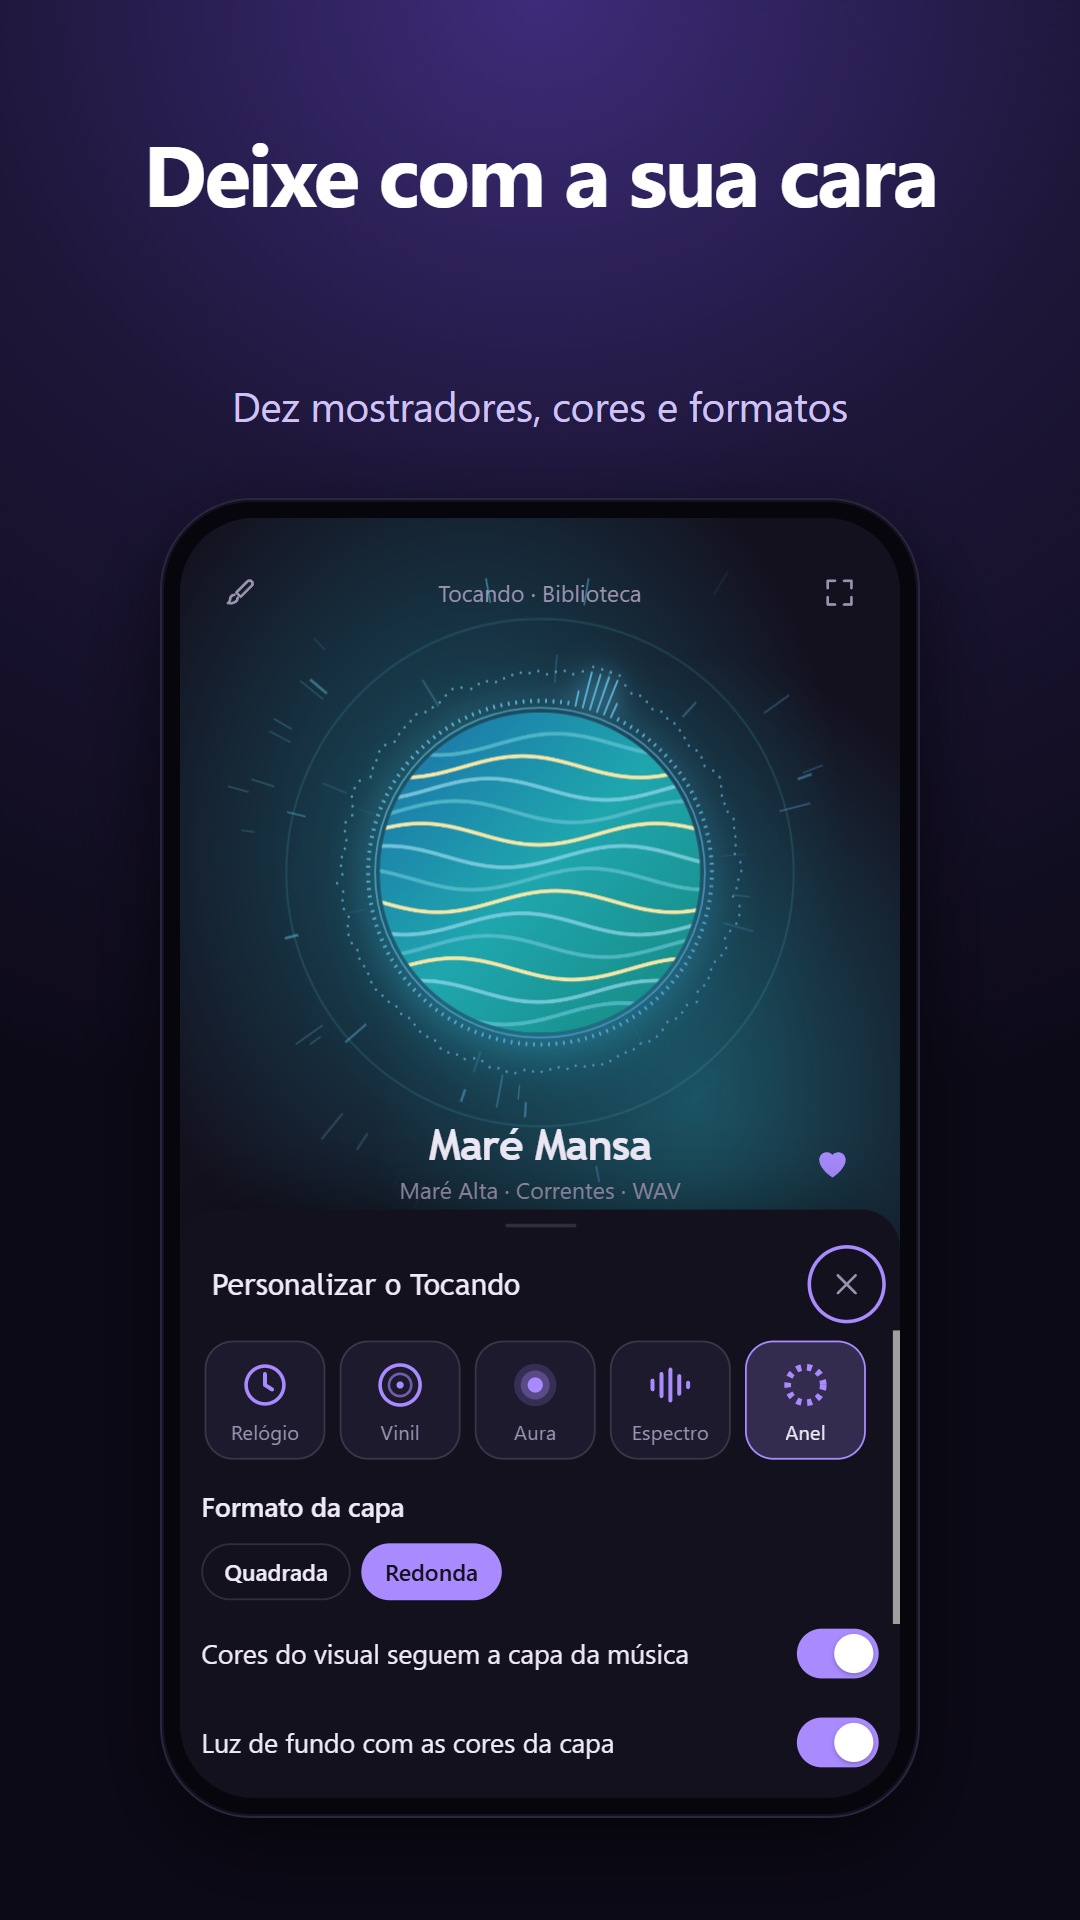 Deixe com a sua cara
Dez mostradores, cores e formatos
Tocando · Biblioteca
Maré Mansa
Maré Alta · Correntes · WAV
Personalizar o Tocando
Relógio
Vinil
Aura
Espectro
Anel
Formato da capa
Quadrada
Redonda
Cores do visual seguem a capa da música
Luz de fundo com as cores da capa